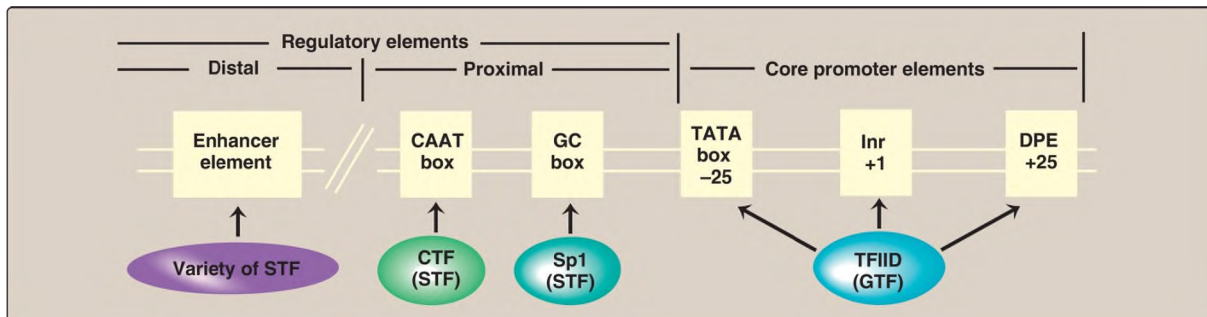 Regulatory elements
Distal
Proximal
Core promoter elements
Enhancer
element
CAAT
box
GC
box
TATA
box
–25
Inr
+1
DPE
+25
Variety of STF
CTF
(STF)
Sp1
(STF)
TFIID
(GTF)